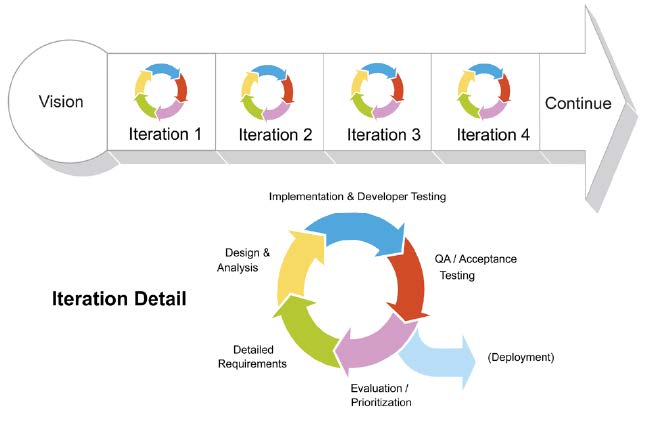 Vision
Iteration 1
Iteration 2
Iteration 3
Iteration 4
Continue
Implementation & Developer Testing
Design &
Analysis
QA / Acceptance
Testing
Iteration Detail
Detailed
Requirements
(Deployment)
Evaluation /
Prioritization